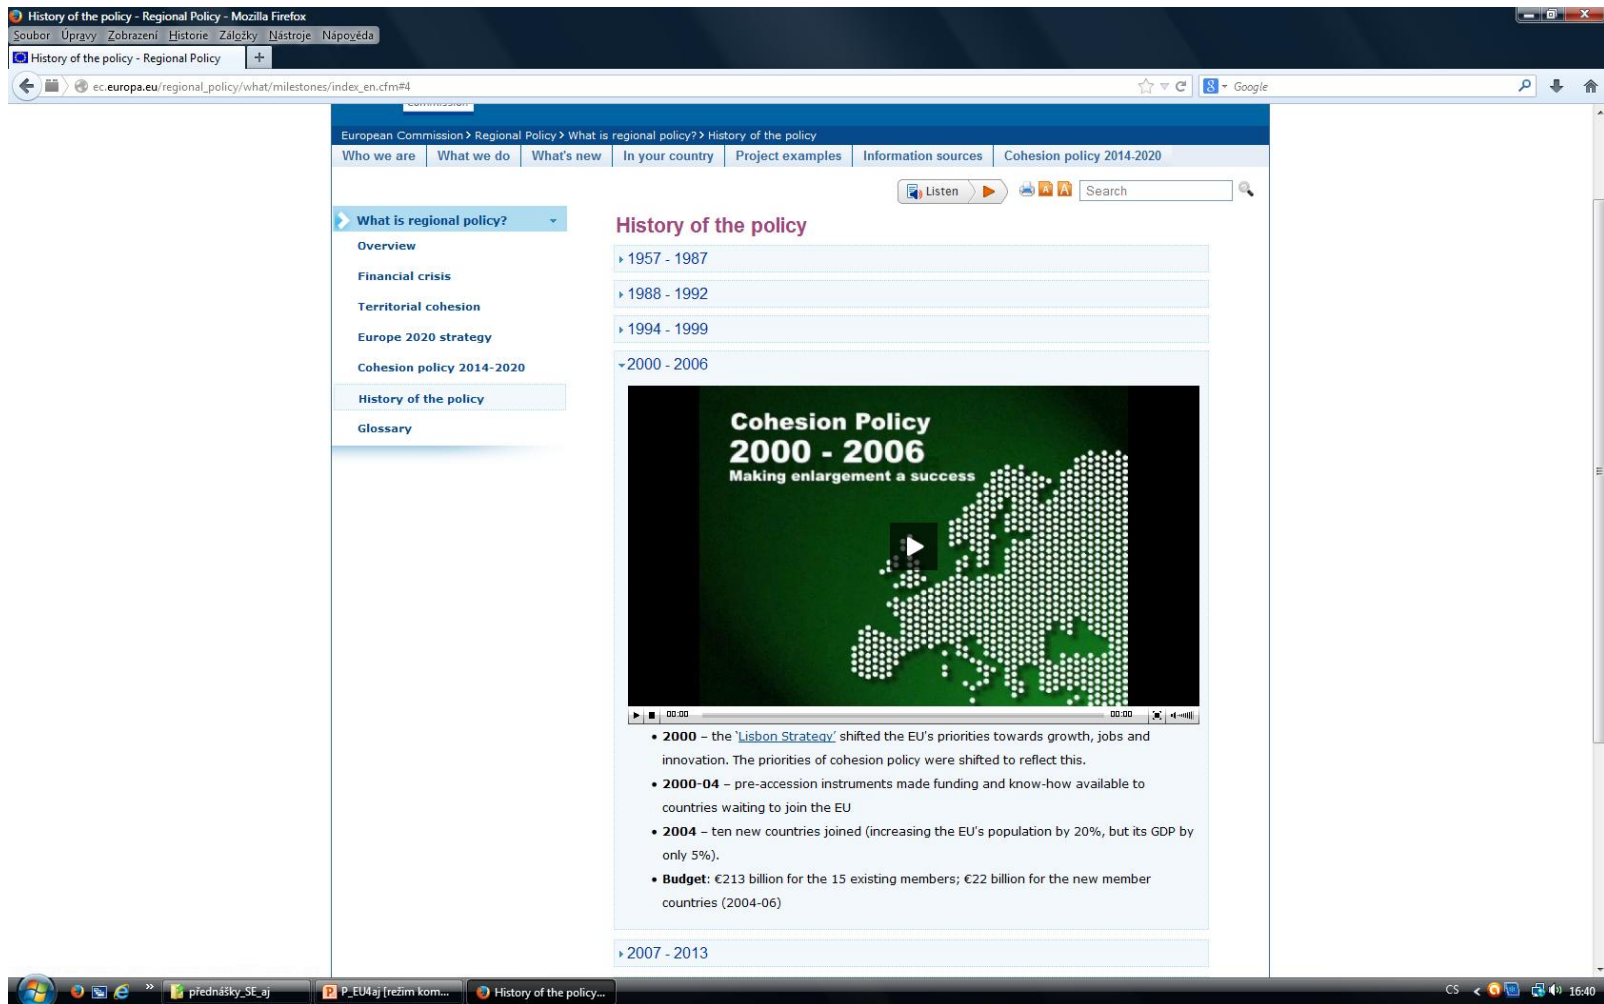 History of the policy - Regional Policy - Mozilla Firefox
Soubor Úpravy Zobrazení Historie Záložky Nástroje Nápověda
History of the policy - Regional Policy
ec.europa.eu/regional_policy/what/milestones/index_en.cfm#4
Google
European Commission > Regional Policy > What is regional policy? > History of the policy
Who we are What we do What's new In your country Project examples Information sources Cohesion policy 2014-2020
Listen
A A
Search
What is regional policy?
Overview
Financial crisis
Territorial cohesion
Europe 2020 strategy
Cohesion policy 2014-2020
History of the policy
Glossary
History of the policy
1957 - 1987
1988 - 1992
1994 - 1999
2000 - 2006
Cohesion Policy
2000 - 2006
Making enlargement a success
00:00 00:00
• 2000 – the ‘Lisbon Strategy’ shifted the EU's priorities towards growth, jobs and
innovation. The priorities of cohesion policy were shifted to reflect this.
• 2000-04 – pre-accession instruments made funding and know-how available to
countries waiting to join the EU
• 2004 – ten new countries joined (increasing the EU's population by 20%, but its GDP by
only 5%).
• Budget: €213 billion for the 15 existing members; €22 billion for the new member
countries (2004-06)
2007 - 2013
přednášky_SE_aj
P_EU4aj [režim kom...
History of the policy...
CS
16:40